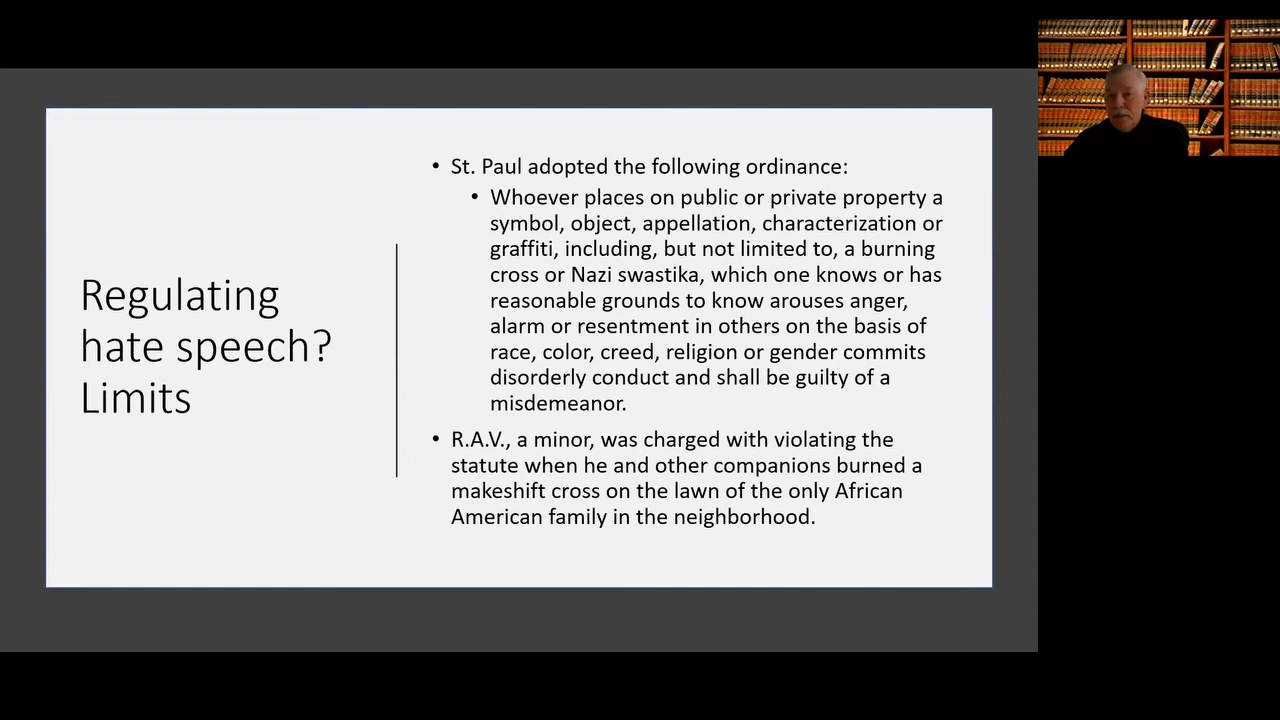 Regulating
hate speech?
Limits
• St. Paul adopted the following ordinance:
• Whoever places on public or private property a
symbol, object, appellation, characterization or
graffiti, including, but not limited to, a burning
cross or Nazi swastika, which one knows or has
reasonable grounds to know arouses anger,
alarm or resentment in others on the basis of
race, color, creed, religion or gender commits
disorderly conduct and shall be guilty of a
misdemeanor.
• R.A.V., a minor, was charged with violating the
statute when he and other companions burned a
makeshift cross on the lawn of the only African
American family in the neighborhood.